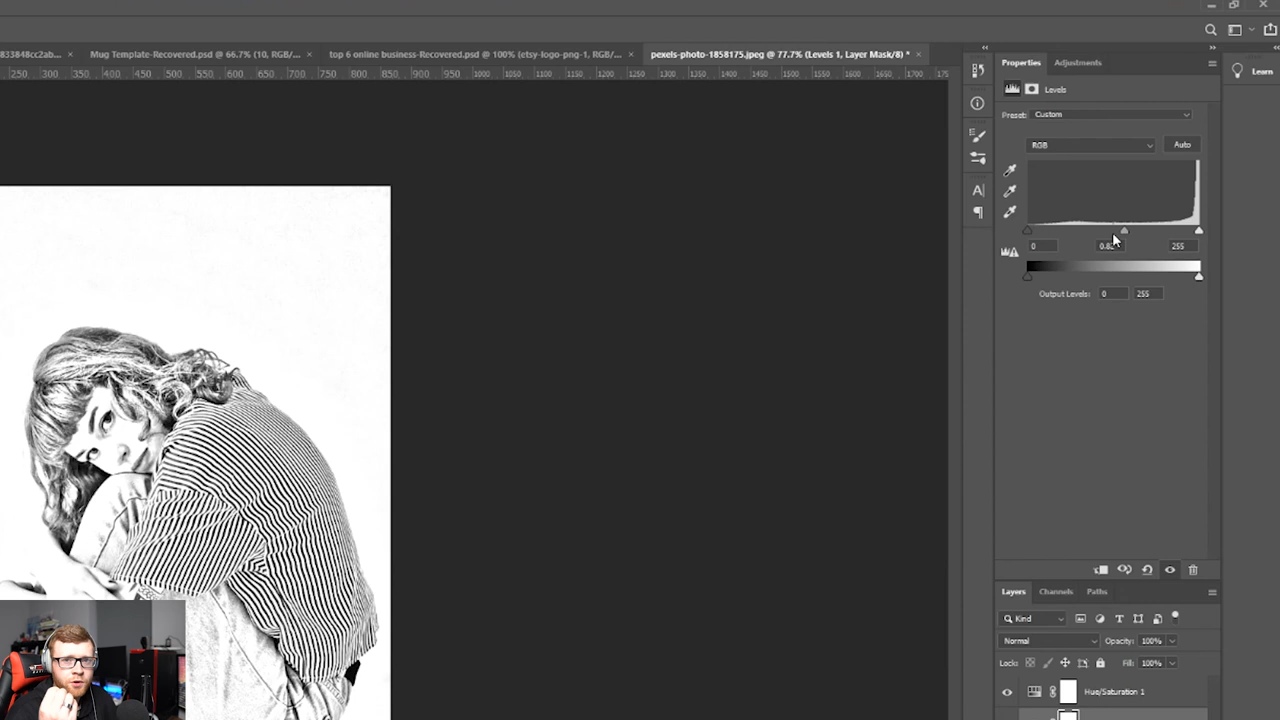 833848cc2ab... × Mug Template-Recovered.psd @ 66.7% (10, RGB/... × top 6 online business-Recovered.psd @ 100% (etsy-logo-png-1, RGB/... × pexels-photo-1858175.jpeg @ 77.7% (Levels 1, Layer Mask/8) * ×
250 300 350 400 450 500 550 600 650 700 750 800 850 900 950 1000 1050 1100 1150 1200 1250 1300 1350 1400 1450 1500 1550 1600 1650 1700 175
Properties Adjustments
Learn
Levels
Preset: Custom
RGB Auto
0 0.82 255
Output Levels: 0 255
Layers Channels Paths
Kind
Normal Opacity: 100%
Lock: Fill: 100%
Hue/Saturation 1